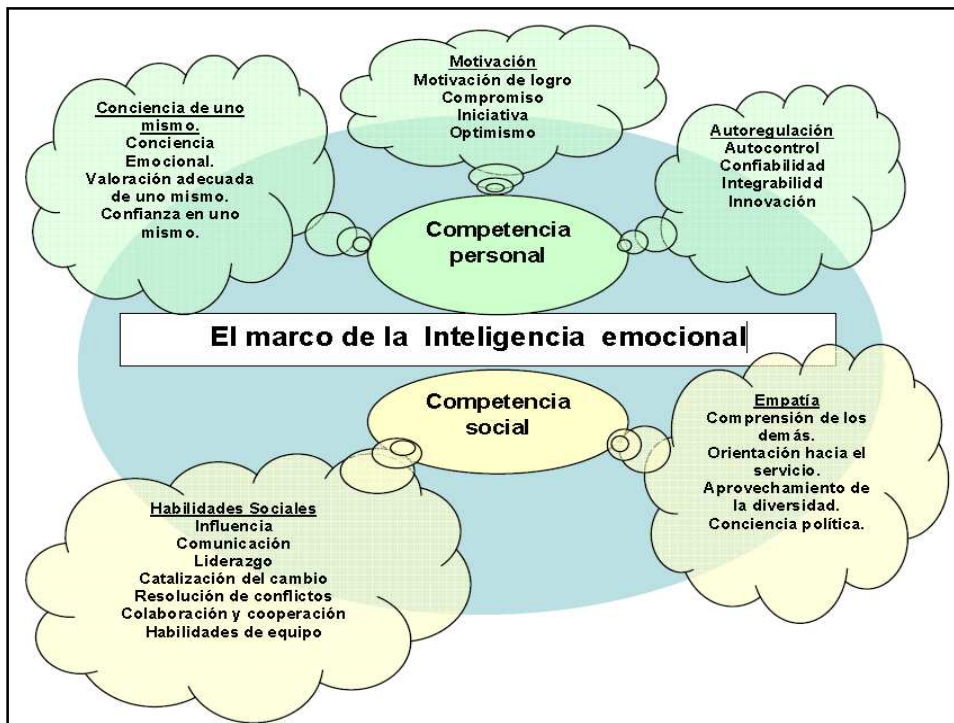 Motivación
Motivación de logro
Compromiso
Iniciativa
Optimismo
Conciencia de uno
mismo.
Conciencia
Emocional.
Valoración adecuada
de uno mismo.
Confianza en uno
mismo.
Autoregulación
Autocontrol
Confiabilidad
Integrabilidd
Innovación
Competencia
personal
El marco de la Inteligencia emocional
Competencia
social
Empatía
Comprensión de los
demás.
Orientación hacia el
servicio.
Aprovechamiento de
la diversidad.
Conciencia política.
Habilidades Sociales
Influencia
Comunicación
Liderazgo
Catalización del cambio
Resolución de conflictos
Colaboración y cooperación
Habilidades de equipo